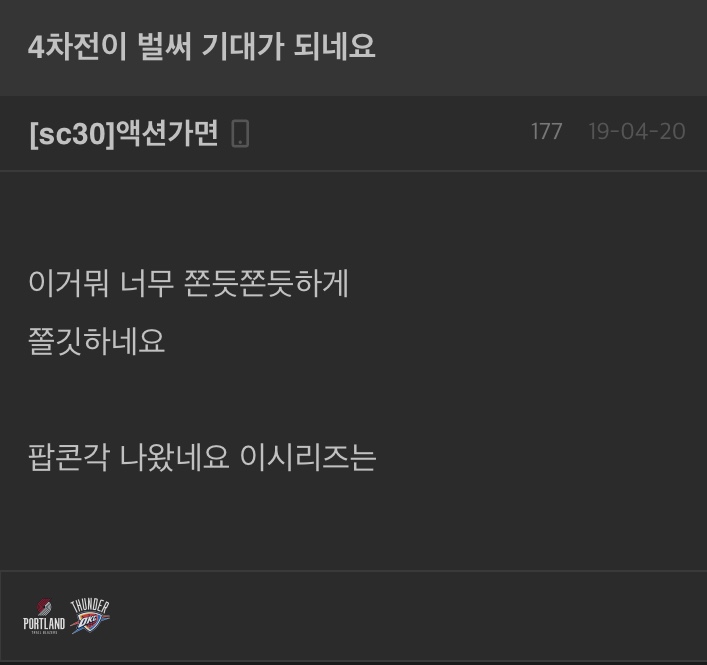 4차전이 벌써 기대가 되네요
[sc30]액션가면 177 19-04-20
이거뭐 너무 쫀듯쫀듯하게
쫄깃하네요
팝콘각 나왔네요 이시리즈는
PORTLAND
TRAIL BLAZERS
THUNDER
OKC